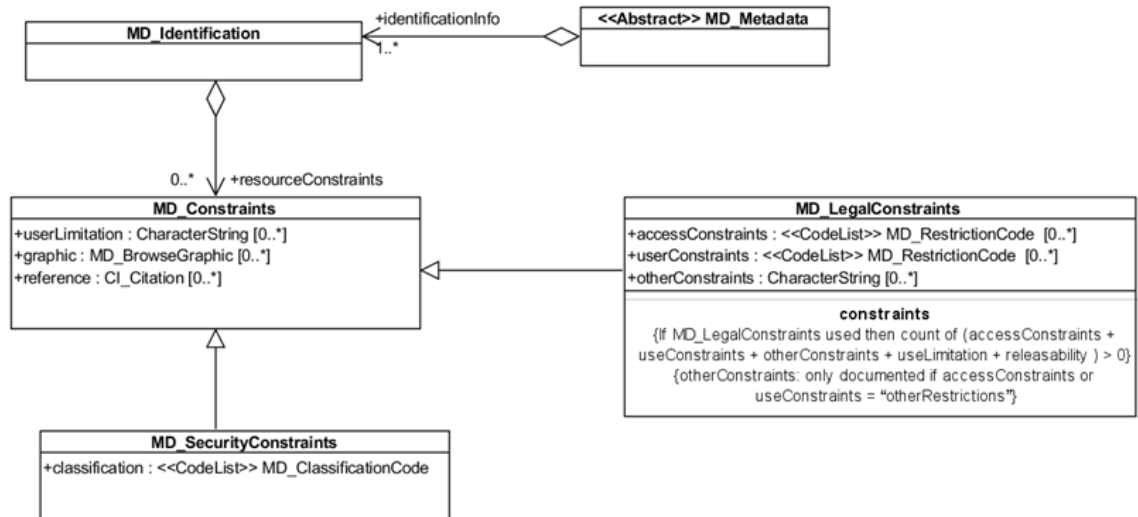 +identificationInfo
<<Abstract>> MD_Metadata
MD_Identification
1..*
0..*
+resourceConstraints
MD_Constraints
+userLimitation : CharacterString [0..*]
+graphic : MD_BrowseGraphic [0..*]
+reference : CI_Citation [0..*]
MD_LegalConstraints
+accessConstraints : <<CodeList>> MD_RestrictionCode [0..*]
+userConstraints : <<CodeList>> MD_RestrictionCode [0..*]
+otherConstraints : CharacterString [0..*]
constraints
{If MD_LegalConstraints used then count of (accessConstraints +
useConstraints + otherConstraints + useLimitation + releasability ) > 0}
{otherConstraints: only documented if accessConstraints or
useConstraints = “otherRestrictions”}
MD_SecurityConstraints
+classification : <<CodeList>> MD_ClassificationCode